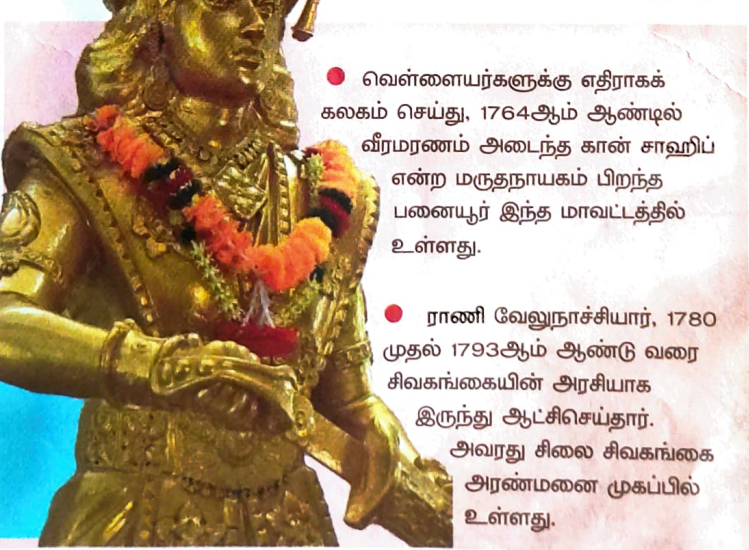 வெள்ளையர்களுக்கு எதிராகக்
கலகம் செய்து, 1764ஆம் ஆண்டில்
வீரமரணம் அடைந்த கான் சாஹிப்
என்ற மருதநாயகம் பிறந்த
பனையூர் இந்த மாவட்டத்தில்
உள்ளது.
ராணி வேலுநாச்சியார், 1780
முதல் 1793ஆம் ஆண்டு வரை
சிவகங்கையின் அரசியாக
இருந்து ஆட்சிசெய்தார்.
அவரது சிலை சிவகங்கை
அரண்மனை முகப்பில்
உள்ளது.